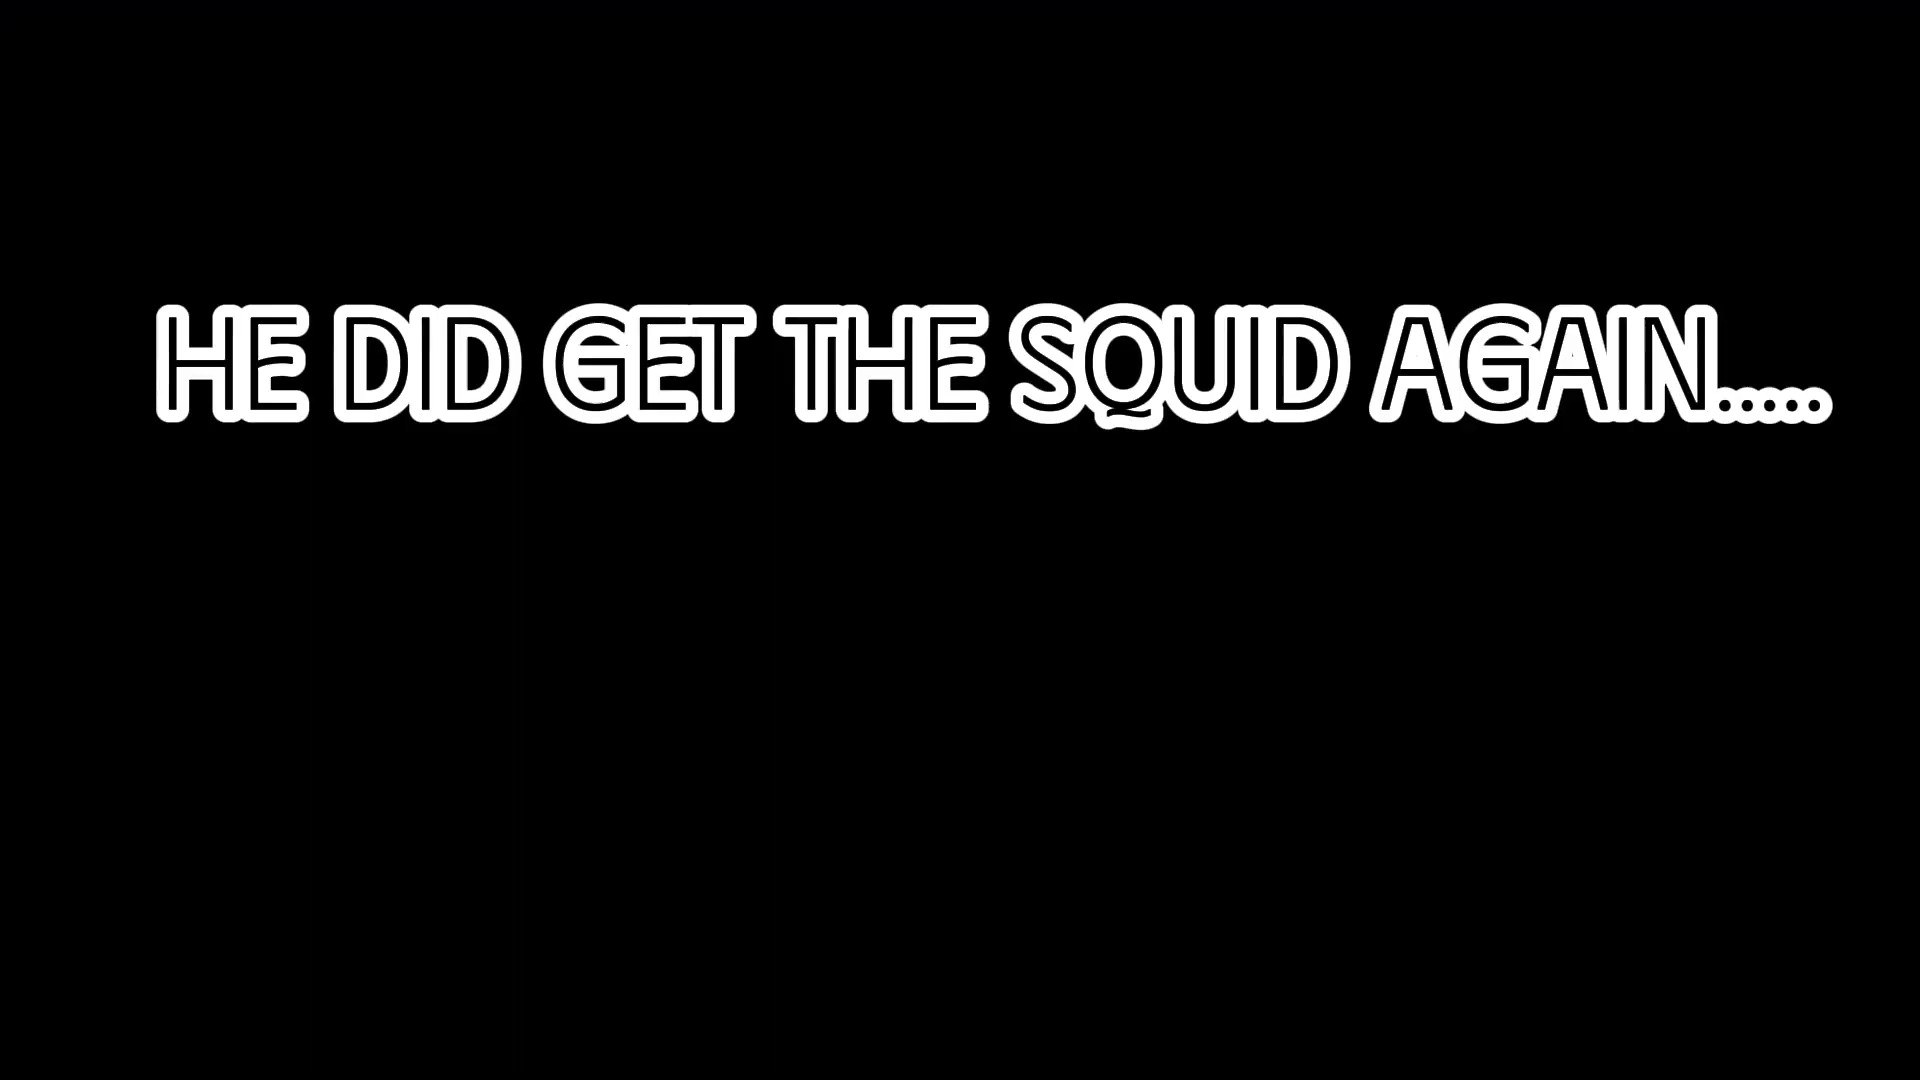 HE DID GET THE SQUID AGAIN.....